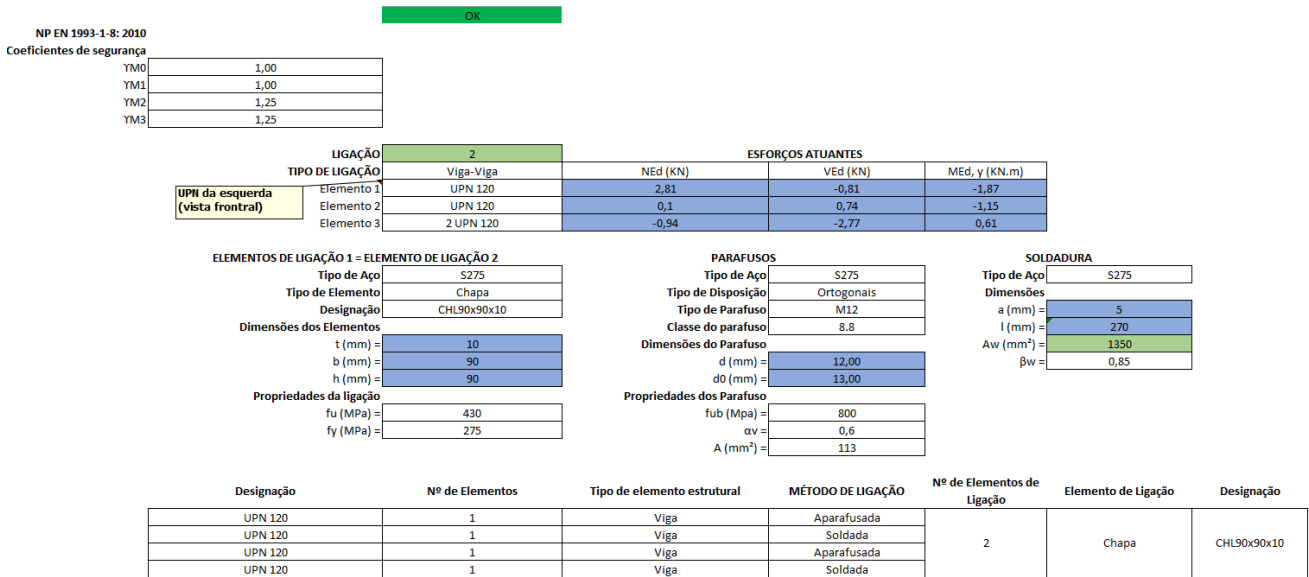 OK
NP EN 1993-1-8: 2010
Coeficientes de segurança
ϒM0 1,00
ϒM1 1,00
ϒM2 1,25
ϒM3 1,25
LIGAÇÃO 2 ESFORÇOS ATUANTES
TIPO DE LIGAÇÃO Viga-Viga NEd (KN) VEd (KN) MEd, y (KN.m)
Elemento 1 UPN 120 2,81 -0,81 -1,87
UPN da esquerda
(vista frontral)
Elemento 2 UPN 120 0,1 0,74 -1,15
Elemento 3 2 UPN 120 -0,94 -2,77 0,61
ELEMENTOS DE LIGAÇÃO 1 = ELEMENTO DE LIGAÇÃO 2 PARAFUSOS SOLDADURA
Tipo de Aço S275 Tipo de Aço S275 Tipo de Aço S275
Tipo de Elemento Chapa Tipo de Disposição Ortogonais Dimensões
Designação CHL90x90x10 Tipo de Parafuso M12 a (mm) = 5
Dimensões dos Elementos Classe do parafuso 8.8 l (mm) = 270
t (mm) = 10 Dimensões do Parafuso Aw (mm²) = 1350
b (mm) = 90 d (mm) = 12,00 βw = 0,85
h (mm) = 90 d0 (mm) = 13,00
Propriedades da ligação Propriedades dos Parafuso
fu (MPa) = 430 fub (Mpa) = 800
fy (MPa) = 275 αv = 0,6
A (mm²) = 113
Designação Nº de Elementos Tipo de elemento estrutural MÉTODO DE LIGAÇÃO Nº de Elementos de Ligação Elemento de Ligação Designação
UPN 120 1 Viga Aparafusada
UPN 120 1 Viga Soldada
2 Chapa CHL90x90x10
UPN 120 1 Viga Aparafusada
UPN 120 1 Viga Soldada